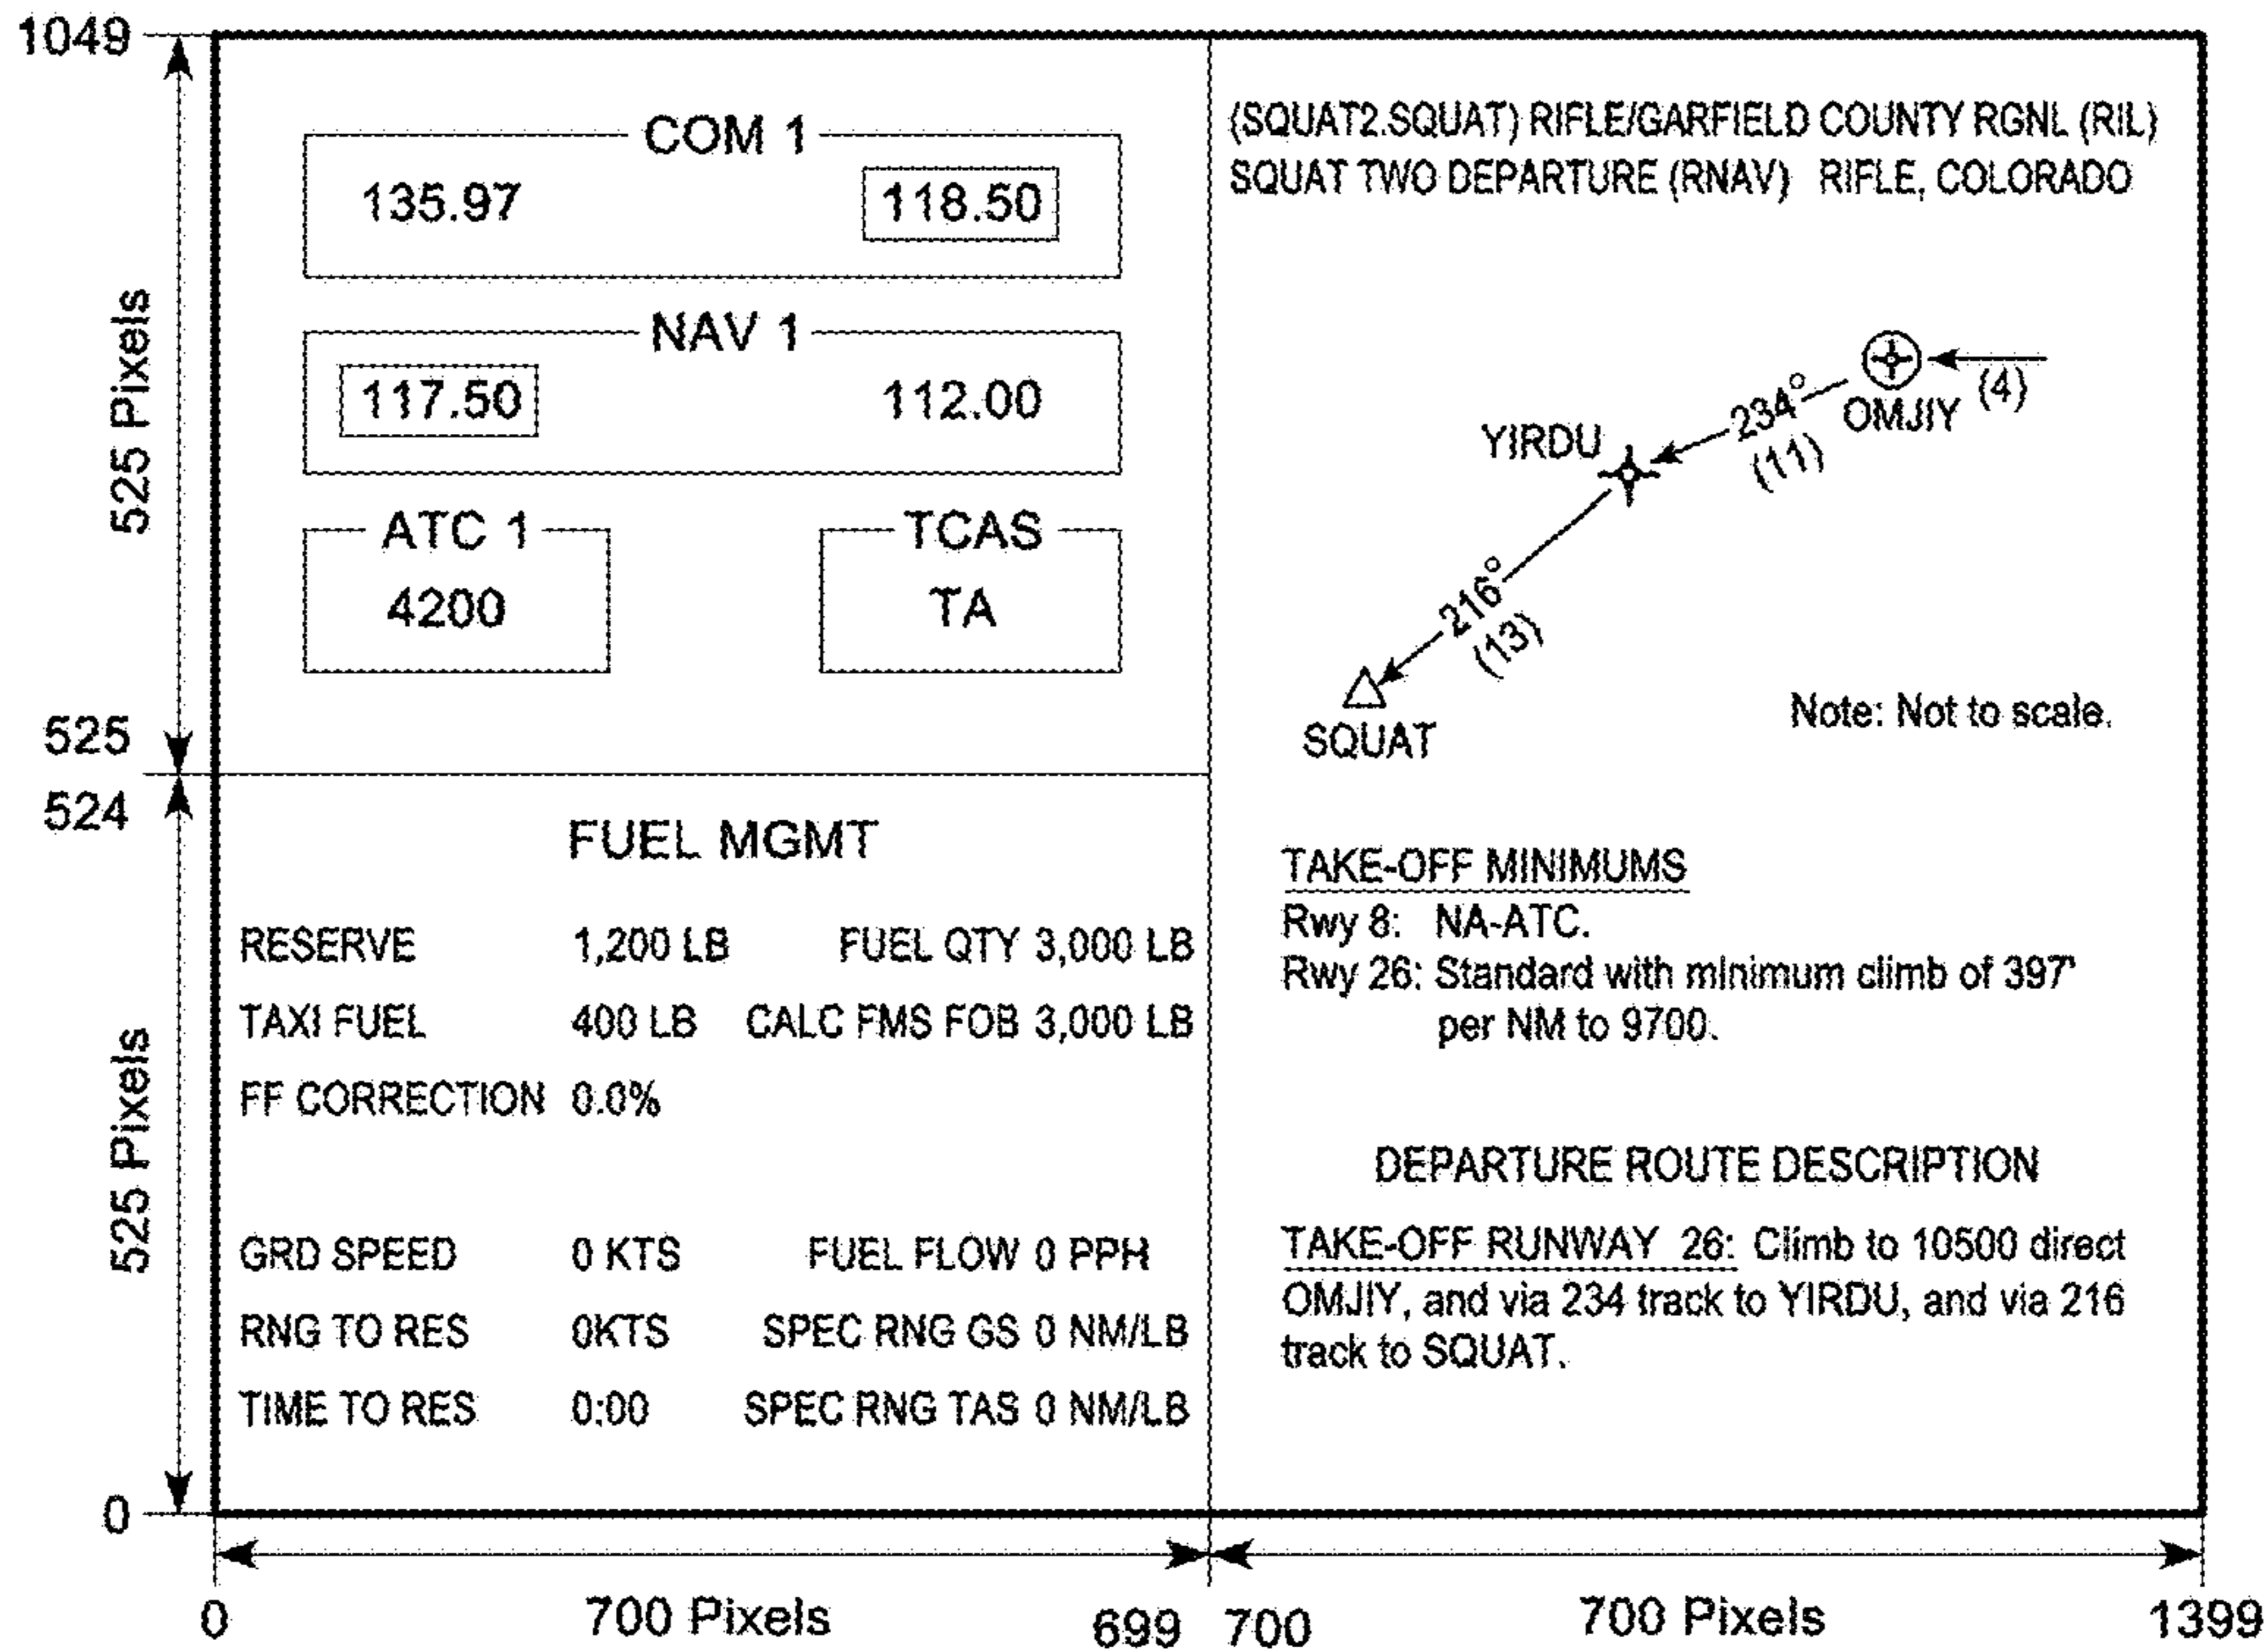 1049
525 Pixels
525
524
525 Pixels
0
COM 1
135.97 118.50
NAV 1
117.50 112.00
ATC 1 TCAS
4200 TA
FUEL MGMT
RESERVE 1,200 LB FUEL QTY 3,000 LB
TAXI FUEL 400 LB CALC FMS FOB 3,000 LB
FF CORRECTION 0.0%
GRD SPEED 0 KTS FUEL FLOW 0 PPH
RNG TO RES 0KTS SPEC RNG GS 0 NM/LB
TIME TO RES 0:00 SPEC RNG TAS 0 NM/LB
(SQUAT2.SQUAT) RIFLE/GARFIELD COUNTY RGNL (RIL)
SQUAT TWO DEPARTURE (RNAV) RIFLE, COLORADO
OMJIY
(4)
234°
(11)
YIRDU
216°
(13)
SQUAT
Note: Not to scale.
TAKE-OFF MINIMUMS
Rwy 8: NA-ATC.
Rwy 26: Standard with minimum climb of 397'
per NM to 9700.
DEPARTURE ROUTE DESCRIPTION
TAKE-OFF RUNWAY 26: Climb to 10500 direct
OMJIY, and via 234 track to YIRDU, and via 216
track to SQUAT.
0 700 Pixels 699 700 700 Pixels 1399